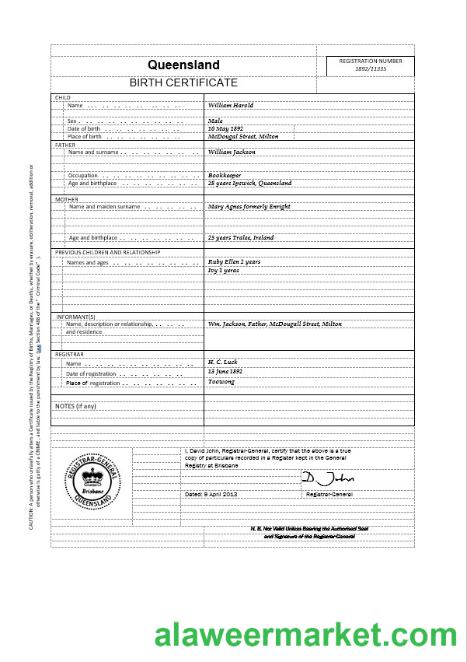 Queensland
REGISTRATION NUMBER
1892/11335
BIRTH CERTIFICATE
CHILD
Name .. .. .. .. .. .. .. .. William Harold
Sex .. .. .. .. .. .. .. .. .. Male
Date of birth .. .. .. .. .. .. .. 10 May 1892
Place of birth .. .. .. .. .. .. .. McDougal Street, Milton
FATHER
Name and surname .. .. .. .. .. .. William Jackson
Occupation .. .. .. .. .. .. .. Bookkeeper
Age and birthplace .. .. .. .. .. .. 28 years Ipswich, Queensland
MOTHER
Name and maiden surname .. .. .. .. .. Mary Agnes formerly Enright
Age and birthplace .. .. .. .. .. .. 25 years Tralee, Ireland
PREVIOUS CHILDREN AND RELATIONSHIP
Names and ages .. .. .. .. .. .. .. Ruby Ellen 2 years
Ivy 1 years
INFORMANT(S)
Name, description or relationship, .. .. .. Wm. Jackson, Father, McDougall Street, Milton
and residence
REGISTRAR
Name .. .. .. .. .. .. .. .. H. C. Luck
Date of registration .. .. .. .. .. .. 13 June 1892
Place of registration .. .. .. .. .. .. Toowong
NOTES (if any)
I, David John, Registrar-General, certify that the above is a true
copy of particulars recorded in a Register kept in the General
Registry at Brisbane
REGISTRAR-GENERAL
Brisbane
QUEENSLAND
D John
Dated: 9 April 2013
Registrar-General
N. B. Not Valid Unless Bearing the Authorised Seal
and Signature of the Registrar-General
CAUTION: A person who unlawfully alters a Certificate issued by the Registry of Births, Marriages, or Deaths, whether by erasure, obliteration, removal, addition or
otherwise is guilty of a CRIME, and liable to the punishment by law. See Section 488 of the "Criminal Code".
alaweermarket.com